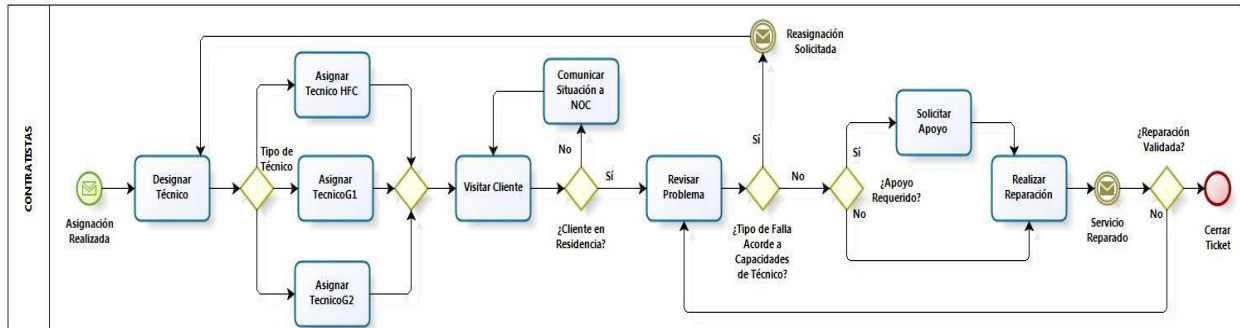 CONTRATISTAS
Asignación
Realizada
Designar
Técnico
Tipo de
Técnico
Asignar
Tecnico HFC
Asignar
TecnicoG1
Asignar
TecnicoG2
Visitar Cliente
Comunicar
Situación a
NOC
No
Sí
¿Cliente en
Residencia?
Revisar
Problema
Reasignación
Solicitada
Sí
No
¿Tipo de Falla
Acorde a
Capacidades
de Técnico?
Sí
¿Apoyo
Requerido?
No
Solicitar
Apoyo
Realizar
Reparación
Servicio
Reparado
¿Reparación
Validada?
No
Cerrar
Ticket